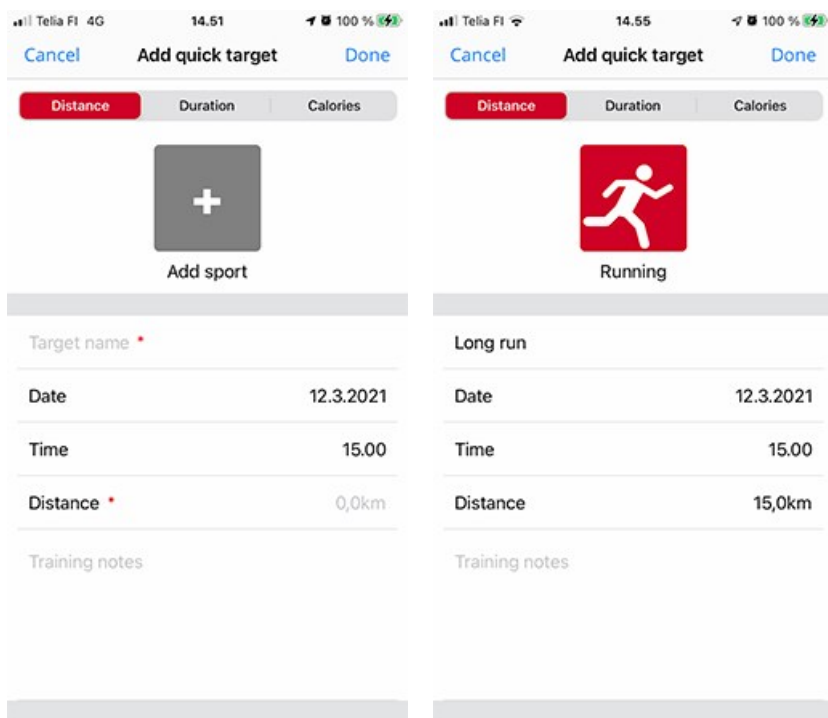 Telia FI 4G 14.51 100 %
Cancel Add quick target Done
Distance Duration Calories
+
Add sport
Target name *
Date 12.3.2021
Time 15.00
Distance * 0,0km
Training notes
Telia FI 14.55 100 %
Cancel Add quick target Done
Distance Duration Calories
Running
Long run
Date 12.3.2021
Time 15.00
Distance 15,0km
Training notes